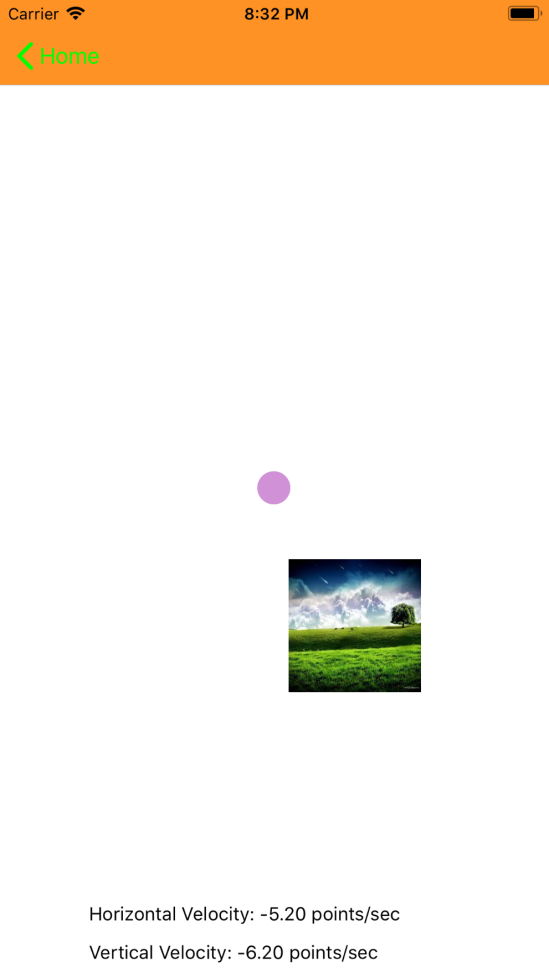 Carrier
8:32 PM
Home
Horizontal Velocity: -5.20 points/sec
Vertical Velocity: -6.20 points/sec